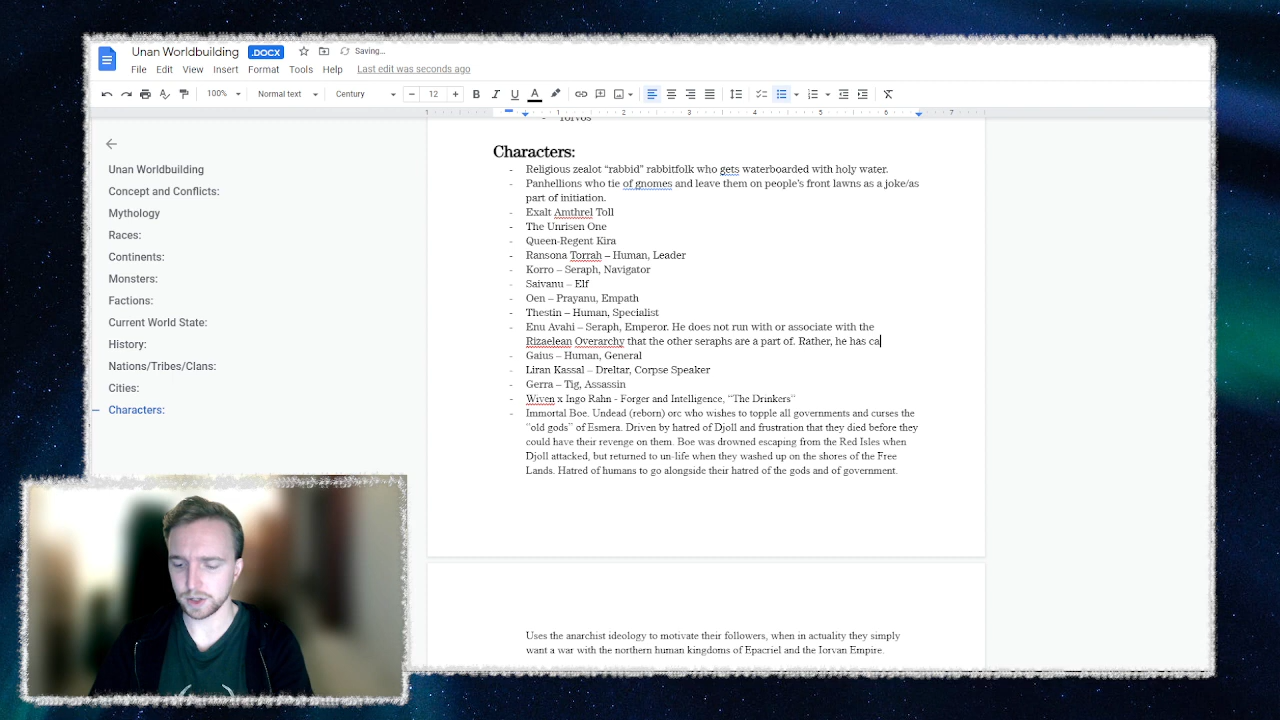 Unan Worldbuilding .DOCX Saving...
File Edit View Insert Format Tools Help Last edit was seconds ago
100% Normal text Century 12
1 1 2 3 4 5 6 7
- Torvos
Unan Worldbuilding
Concept and Conflicts:
Mythology
Races:
Continents:
Monsters:
Factions:
Current World State:
History:
Nations/Tribes/Clans:
Cities:
Characters:
Characters:
- Religious zealot “rabbid” rabbitfolk who gets waterboarded with holy water.
- Panhellions who tie of gnomes and leave them on people's front lawns as a joke/as
part of initiation.
- Exalt Amthrel Toll
- The Unrisen One
- Queen-Regent Kira
- Ransona Torrah – Human, Leader
- Korro – Seraph, Navigator
- Saivanu – Elf
- Oen – Prayanu, Empath
- Thestin – Human, Specialist
- Enu Avahi – Seraph, Emperor. He does not run with or associate with the
Rizaelean Overarchy that the other seraphs are a part of. Rather, he has ca
- Gaius – Human, General
- Liran Kassal – Dreltar, Corpse Speaker
- Gerra – Tig, Assassin
- Wiven x Ingo Rahn - Forger and Intelligence, “The Drinkers”
- Immortal Boe. Undead (reborn) orc who wishes to topple all governments and curses the
“old gods” of Esmera. Driven by hatred of Djoll and frustration that they died before they
could have their revenge on them. Boe was drowned escaping from the Red Isles when
Djoll attacked, but returned to un-life when they washed up on the shores of the Free
Lands. Hatred of humans to go alongside their hatred of the gods and of government.
Uses the anarchist ideology to motivate their followers, when in actuality they simply
want a war with the northern human kingdoms of Epacriel and the Iorvan Empire.